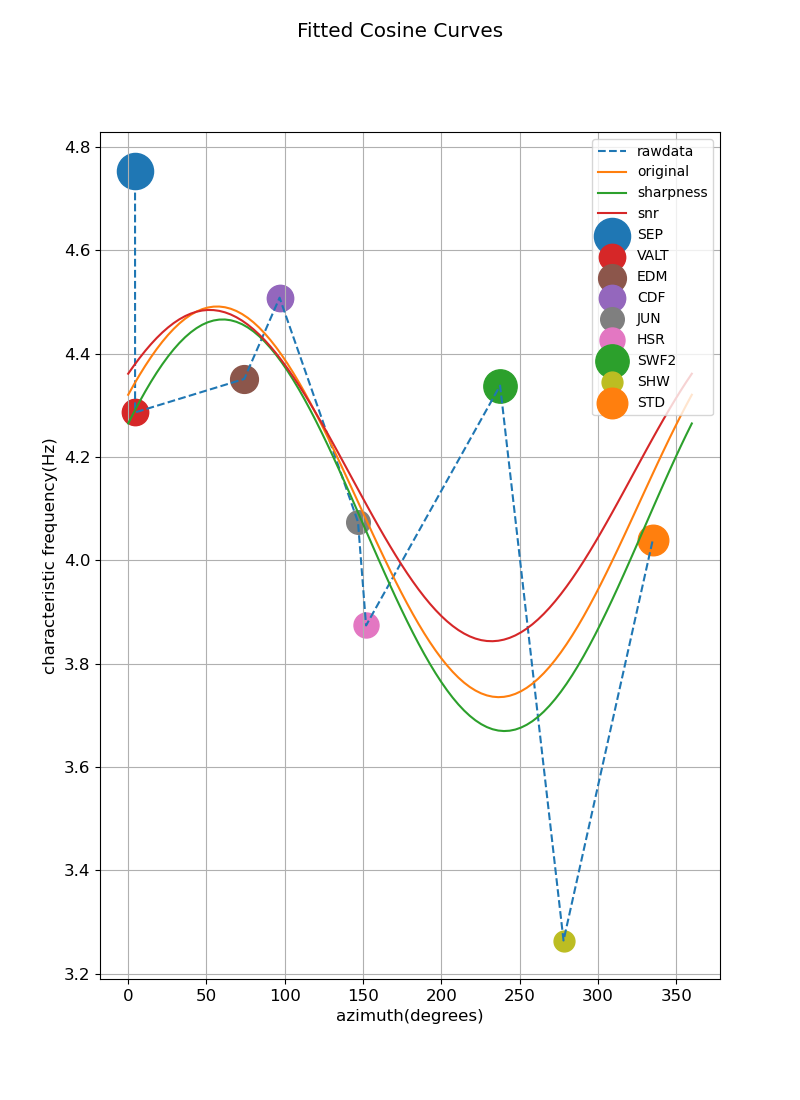 Fitted Cosine Curves
4.8
4.6
4.4
4.2
4.0
3.8
3.6
3.4
3.2
characteristic frequency(Hz)
rawdata
original
sharpness
snr
SEP
VALT
EDM
CDF
JUN
HSR
SWF2
SHW
STD
0 50 100 150 200 250 300 350
azimuth(degrees)